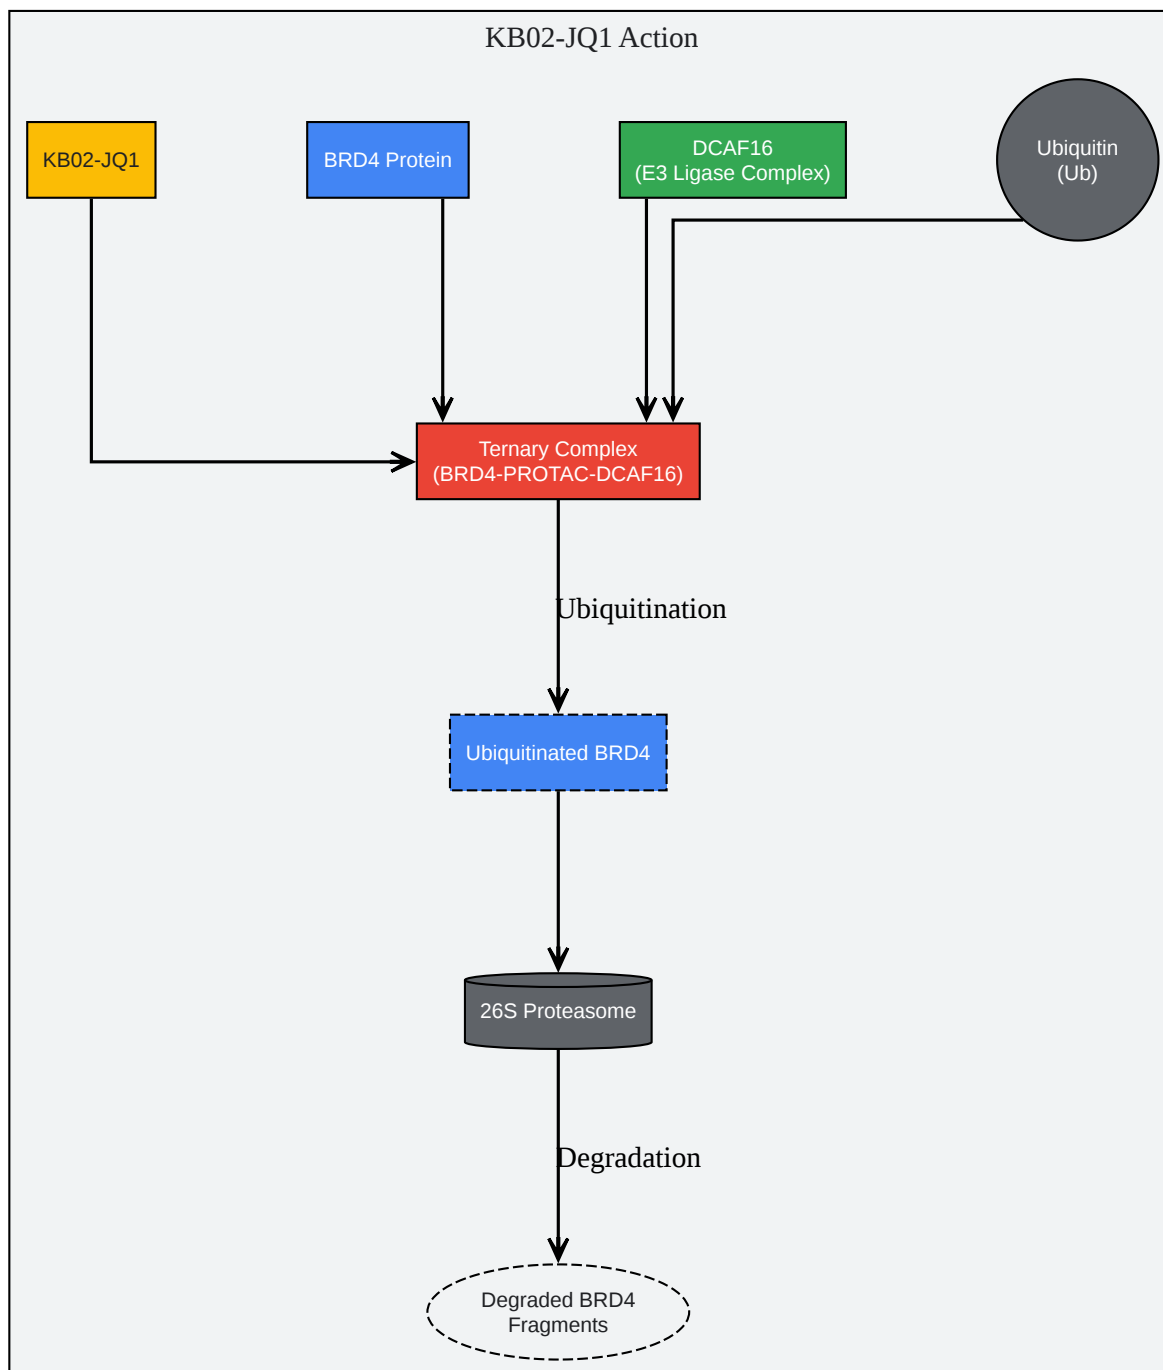 KB02-JQ1 Action
KB02-JQ1
BRD4 Protein
DCAF16
(E3 Ligase Complex)
Ubiquitin
(Ub)
Ternary Complex
(BRD4-PROTAC-DCAF16)
Ubiquitination
Ubiquitinated BRD4
26S Proteasome
Degradation
Degraded BRD4
Fragments